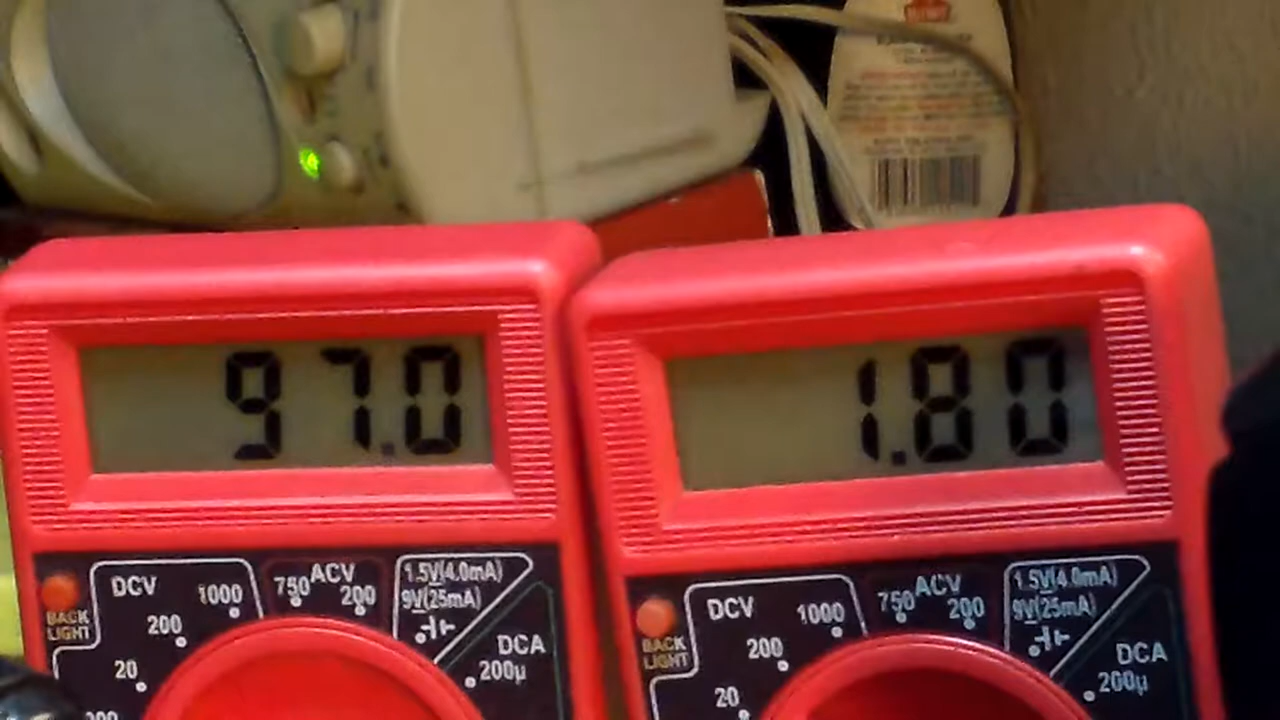 97.0
1.80
DCV
1000
200
20
200
750
ACV
200
1.5V(4.0mA)
9V(25mA)
DCA
200µ
BACK
LIGHT
DCV
1000
200
20
750
ACV
200
1.5V(4.0mA)
9V(25mA)
DCA
200µ
BACK
LIGHT